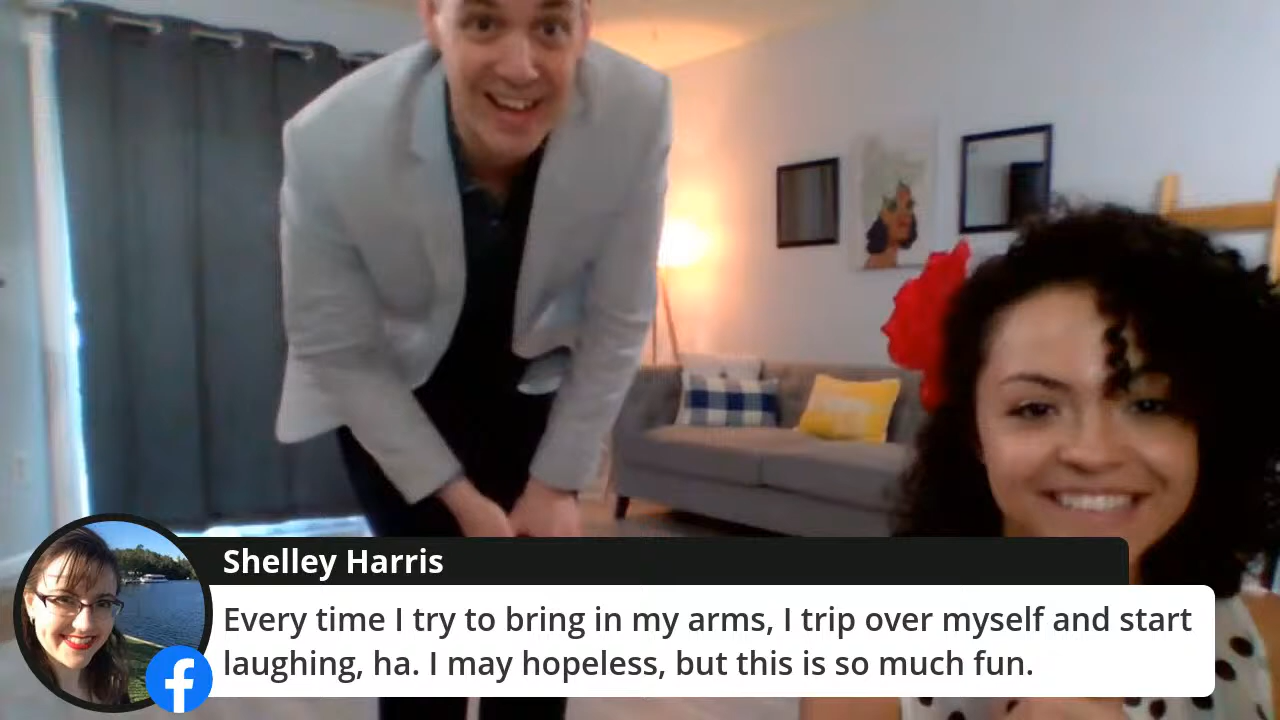 Shelley Harris
Every time I try to bring in my arms, I trip over myself and start
laughing, ha. I may hopeless, but this is so much fun.